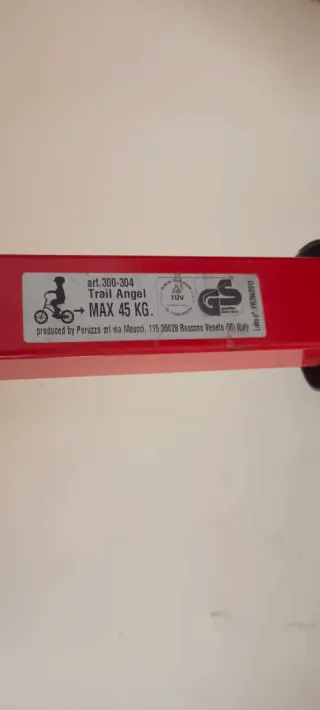 art.300-304
Trail Angel
MAX 45 KG.
TÜV
GS
produced by Peruzzo srl via Meucci, 115 36028 Rossano Veneto (VI) Italy